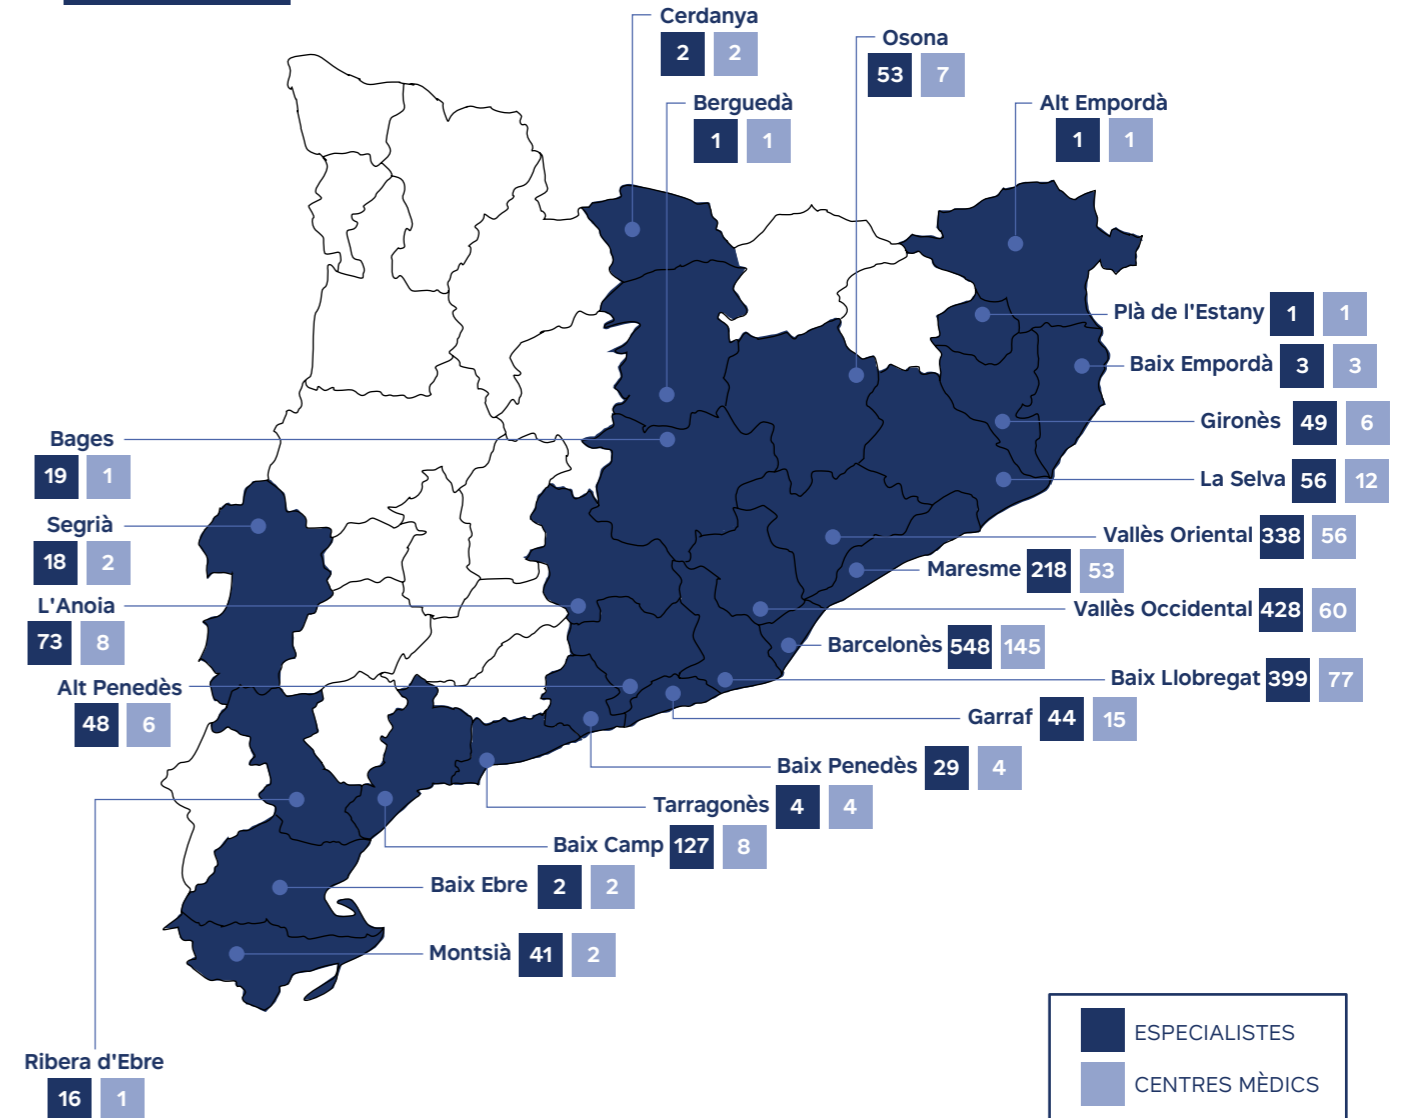 Cerdanya
2 2
Osona
53 7
Berguedà
1 1
Alt Empordà
1 1
Plà de l'Estany 1 1
Baix Empordà 3 3
Gironès 49 6
La Selva 56 12
Vallès Oriental 338 56
Maresme 218 53
Vallès Occidental 428 60
Barcelonès 548 145
Baix Llobregat 399 77
Garraf 44 15
Baix Penedès 29 4
Tarragonès 4 4
Baix Camp 127 8
Baix Ebre 2 2
Montsià 41 2
Bages
19 1
Segrià
18 2
L'Anoia
73 8
Alt Penedès
48 6
Ribera d'Ebre
16 1
ESPECIALISTES
CENTRES MÈDICS